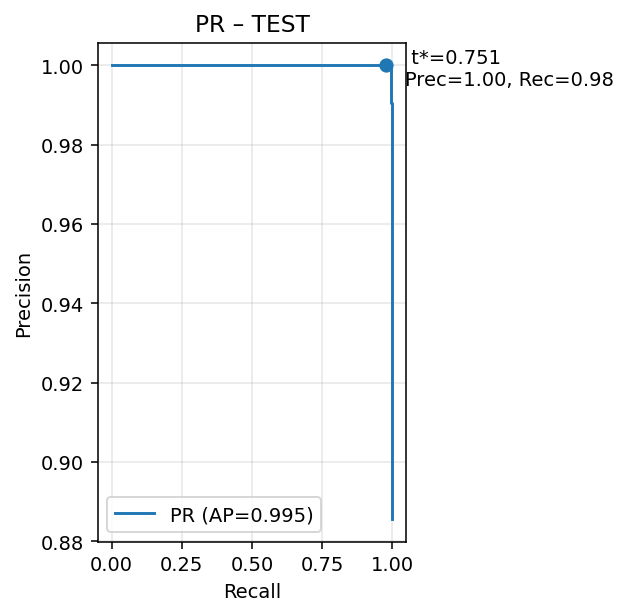 PR – TEST
t*=0.751
Prec=1.00, Rec=0.98
1.00
0.98
0.96
0.94
0.92
0.90
0.88
Precision
PR (AP=0.995)
0.00 0.25 0.50 0.75 1.00
Recall